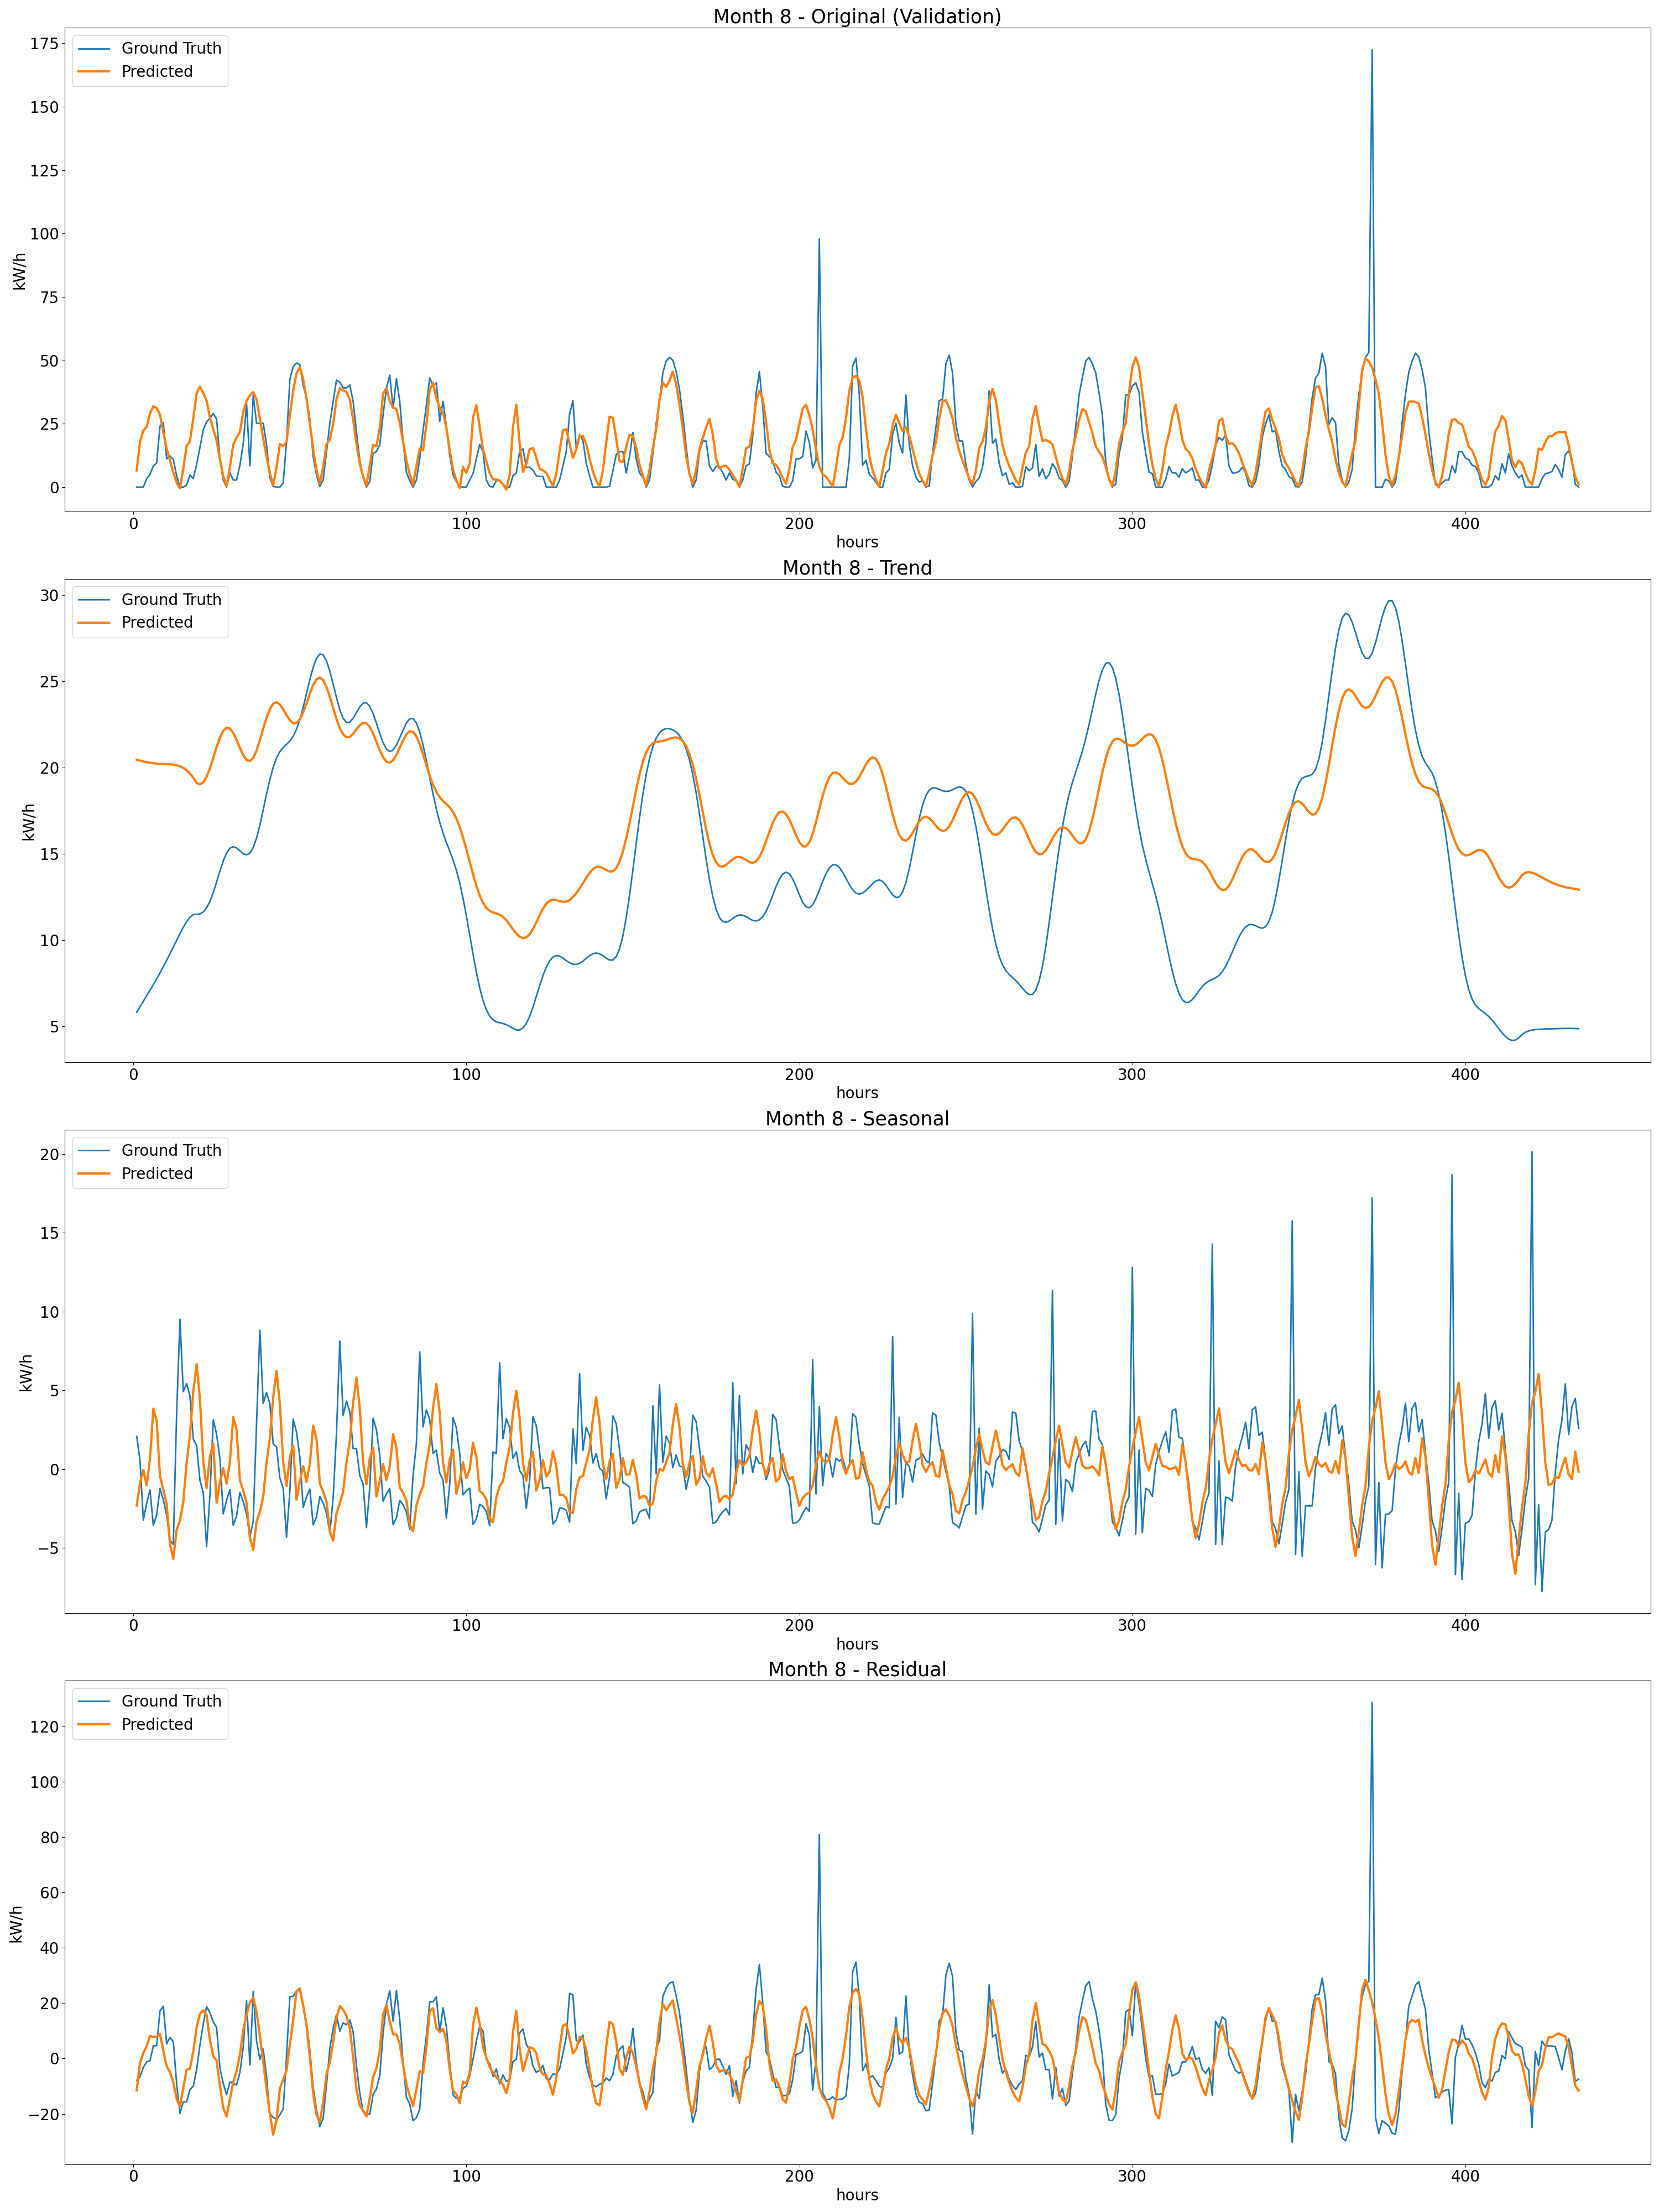 Month 8 - Original (Validation)
Ground Truth
Predicted
175
150
125
100
75
50
25
0
kW/h
0 100 200 300 400
hours
Month 8 - Trend
Ground Truth
Predicted
30
25
20
15
10
5
kW/h
0 100 200 300 400
hours
Month 8 - Seasonal
Ground Truth
Predicted
20
15
10
5
0
−5
kW/h
0 100 200 300 400
hours
Month 8 - Residual
Ground Truth
Predicted
120
100
80
60
40
20
0
−20
kW/h
0 100 200 300 400
hours